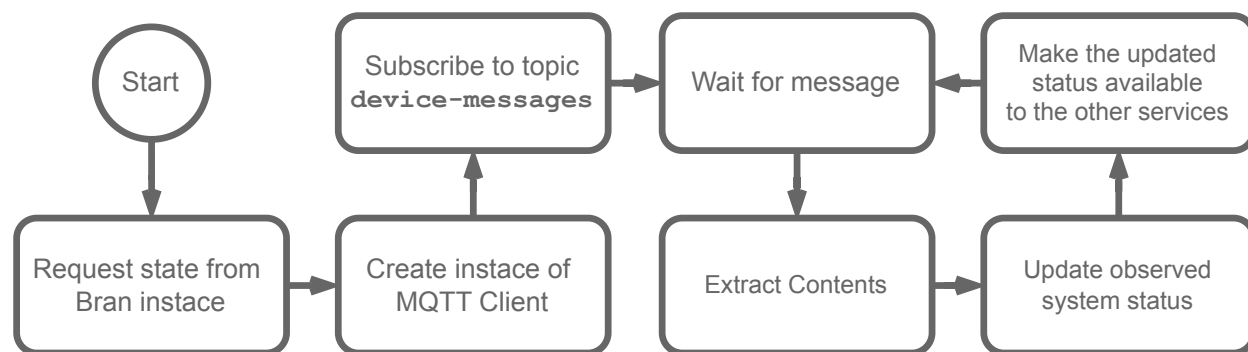 Start
Request state from
Bran instace
Create instace of
MQTT Client
Subscribe to topic
device-messages
Wait for message
Extract Contents
Update observed
system status
Make the updated
status available
to the other services